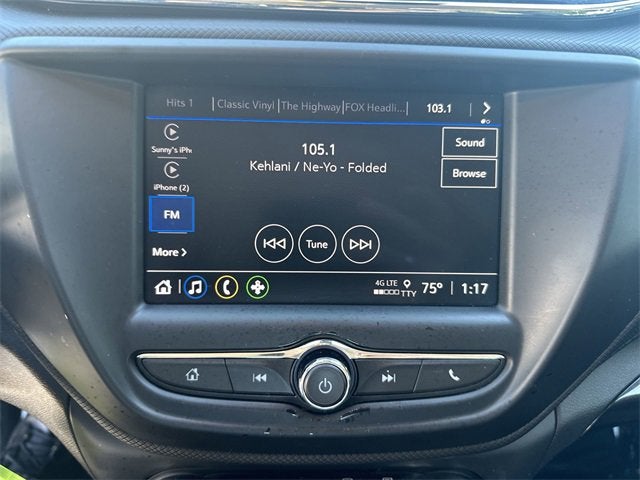 Hits 1 Classic Vinyl The Highway FOX Headli... 103.1
Sunny's iPh
iPhone (2)
FM
More
105.1
Kehlani / Ne-Yo - Folded
Tune
Sound
Browse
4G LTE
TTY
75°
1:17